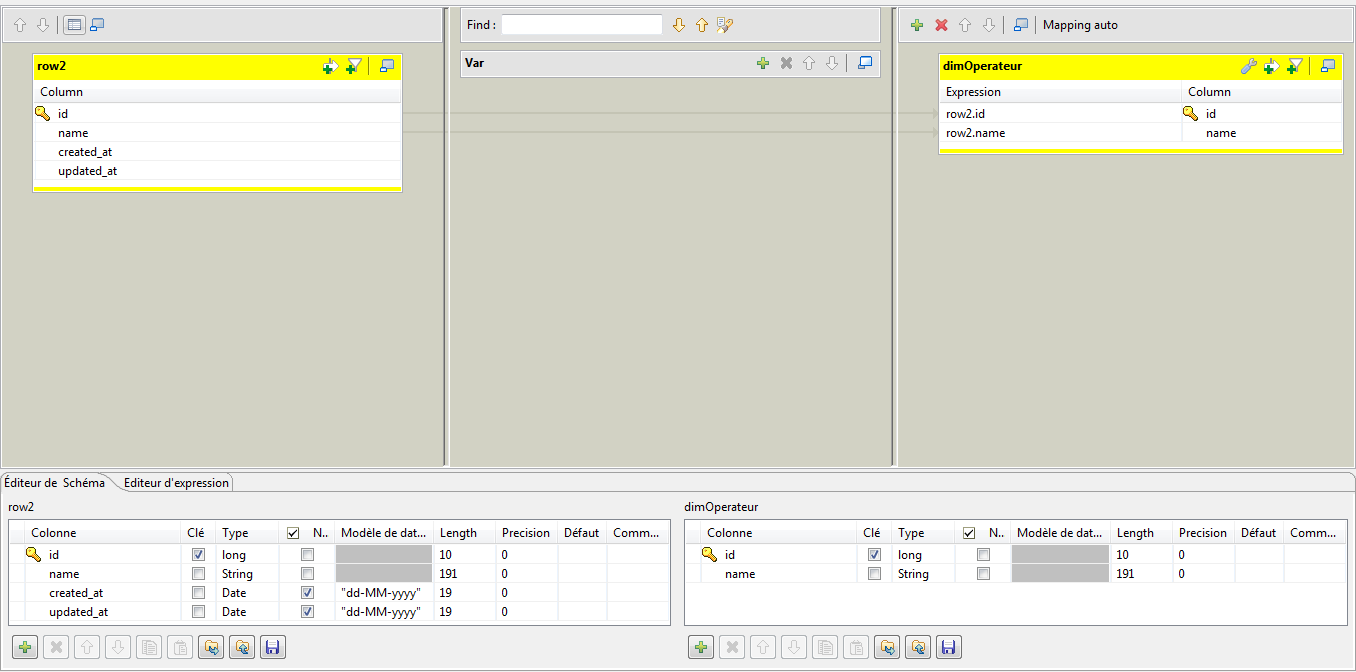 Find :
Mapping auto
row2
Column
id
name
created_at
updated_at
Var
dimOperateur
Expression Column
row2.id id
row2.name name
Éditeur de Schéma Editeur d'expression
row2
Colonne Clé Type N.. Modèle de dat... Length Precision Défaut Comm...
id long 10 0
name String 191 0
created_at Date "dd-MM-yyyy" 19 0
updated_at Date "dd-MM-yyyy" 19 0
dimOperateur
Colonne Clé Type N.. Modèle de dat... Length Precision Défaut Comm...
id long 10 0
name String 191 0